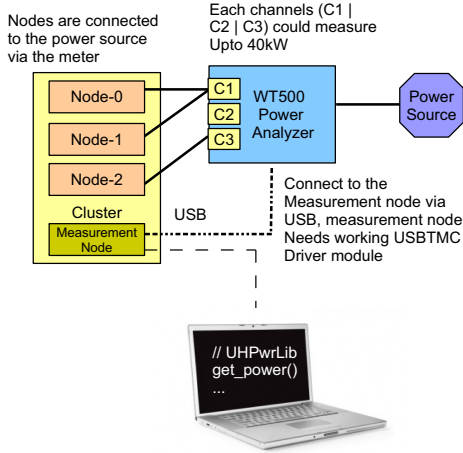 Nodes are connected
to the power source
via the meter
Each channels (C1 |
C2 | C3) could measure
Upto 40kW
Node-0
Node-1
Node-2
Cluster
Measurement
Node
C1
C2
C3
WT500
Power
Analyzer
Power
Source
USB
Connect to the
Measurement node via
USB, measurement node
Needs working USBTMC
Driver module
// UHPwrLib
get_power()
...